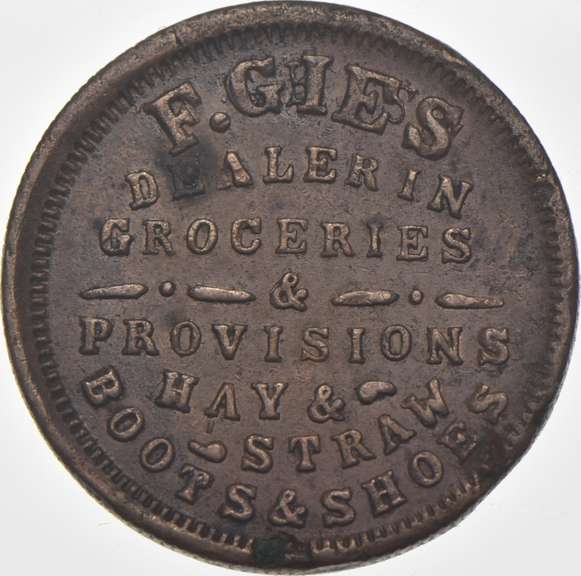 F. GIES
DEALER IN
GROCERIES
&
PROVISIONS
HAY &
STRAW
BOOTS & SHOES